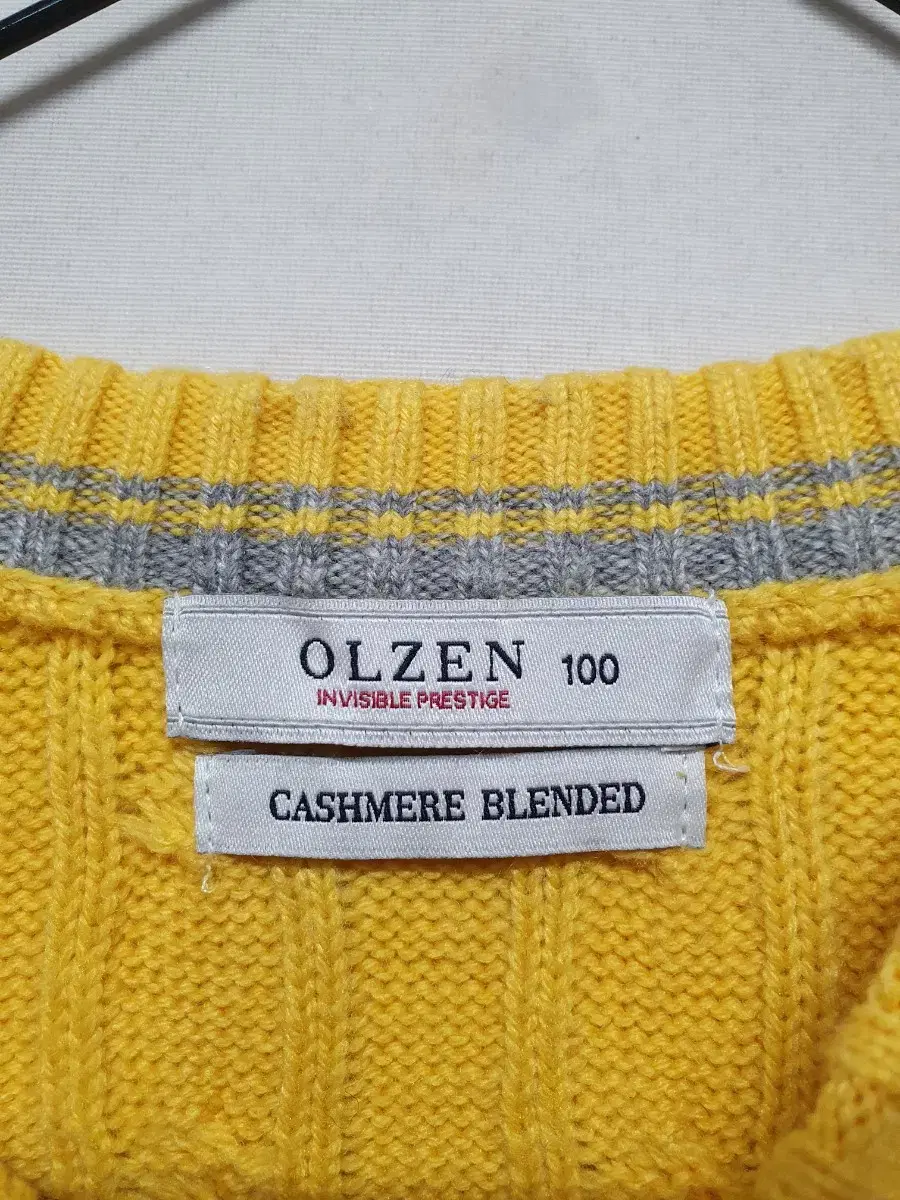 OLZEN 100
INVISIBLE PRESTIGE
CASHMERE BLENDED